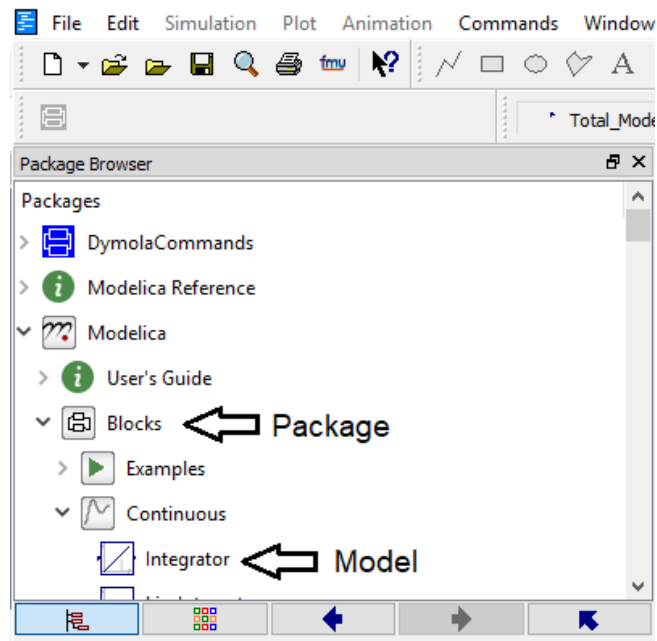 File Edit Simulation Plot Animation Commands Window
fmu ? A
Total_Mode
Package Browser
Packages
DymolaCommands
i Modelica Reference
Modelica
i User's Guide
Blocks Package
Examples
Continuous
Integrator Model